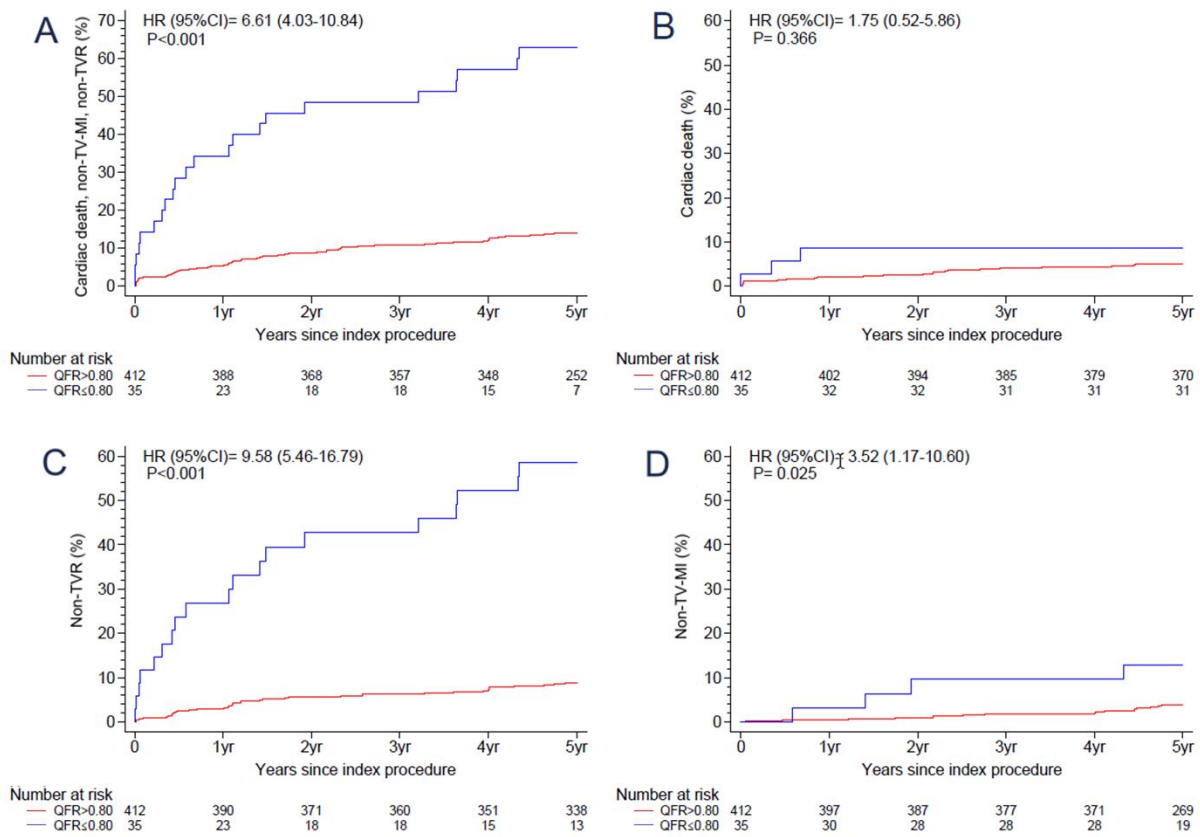 A
HR (95%CI)= 6.61 (4.03-10.84)
P<0.001
Cardiac death, non-TV-MI, non-TVR (%)
70
60
50
40
30
20
10
0
0 1yr 2yr 3yr 4yr 5yr
Years since index procedure
Number at risk
QFR>0.80 412 388 368 357 348 252
QFR≤0.80 35 23 18 18 15 7
B
HR (95%CI)= 1.75 (0.52-5.86)
P= 0.366
Cardiac death (%)
60
50
40
30
20
10
0
0 1yr 2yr 3yr 4yr 5yr
Years since index procedure
Number at risk
QFR>0.80 412 402 394 385 379 370
QFR≤0.80 35 32 32 31 31 31
C
HR (95%CI)= 9.58 (5.46-16.79)
P<0.001
Non-TVR (%)
60
50
40
30
20
10
0
0 1yr 2yr 3yr 4yr 5yr
Years since index procedure
Number at risk
QFR>0.80 412 390 371 360 351 338
QFR≤0.80 35 23 18 18 15 13
D
HR (95%CI)= 3.52 (1.17-10.60)
P= 0.025
Non-TV-MI (%)
60
50
40
30
20
10
0
0 1yr 2yr 3yr 4yr 5yr
Years since index procedure
Number at risk
QFR>0.80 412 397 387 377 371 269
QFR≤0.80 35 30 28 28 28 19